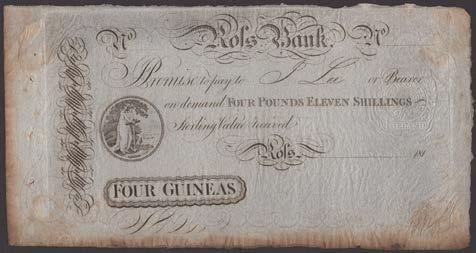 No Ross Bank. No
I Promise to pay to J Lee or Bearer
on demand FOUR POUNDS ELEVEN SHILLINGS
Sterling Value received
Ross 181
FOUR GUINEAS